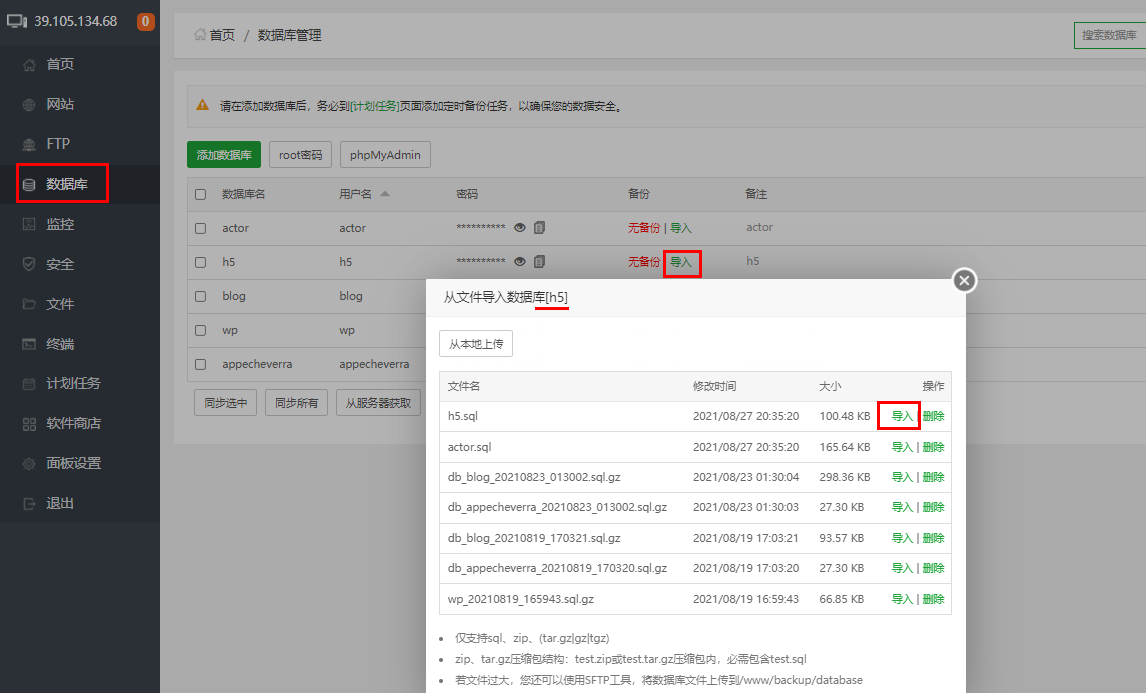 39.105.134.68 0
首页
网站
FTP
数据库
监控
安全
文件
终端
计划任务
软件商店
面板设置
退出
首页 / 数据库管理
搜索数据库
请在添加数据库后，务必到[计划任务]页面添加定时备份任务，以确保您的数据安全。
添加数据库 root密码 phpMyAdmin
数据库名 用户名 密码 备份 备注
actor actor ********** 无备份 | 导入 actor
h5 h5 ********** 无备份 导入 h5
blog blog
wp wp
appecheverra appecheverra
同步选中 同步所有 从服务器获取
从文件导入数据库[h5]
从本地上传
文件名 修改时间 大小 操作
h5.sql 2021/08/27 20:35:20 100.48 KB 导入 | 删除
actor.sql 2021/08/27 20:35:20 165.64 KB 导入 | 删除
db_blog_20210823_013002.sql.gz 2021/08/23 01:30:04 298.36 KB 导入 | 删除
db_appecheverra_20210823_013002.sql.gz 2021/08/23 01:30:03 27.30 KB 导入 | 删除
db_blog_20210819_170321.sql.gz 2021/08/19 17:03:21 93.57 KB 导入 | 删除
db_appecheverra_20210819_170320.sql.gz 2021/08/19 17:03:20 27.30 KB 导入 | 删除
wp_20210819_165943.sql.gz 2021/08/19 16:59:43 66.85 KB 导入 | 删除
仅支持sql、zip、(tar.gz|gz|tgz)
zip、tar.gz压缩包结构：test.zip或test.tar.gz压缩包内，必需包含test.sql
若文件过大，您还可以使用SFTP工具，将数据库文件上传到/www/backup/database